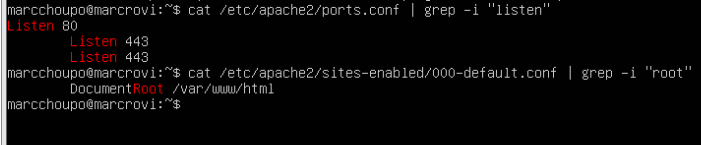 marcchoupo@marcrovi:~$ cat /etc/apache2/ports.conf | grep -i "listen"
Listen 80
        Listen 443
        Listen 443
marcchoupo@marcrovi:~$ cat /etc/apache2/sites-enabled/000-default.conf | grep -i "root"
        DocumentRoot /var/www/html
marcchoupo@marcrovi:~$